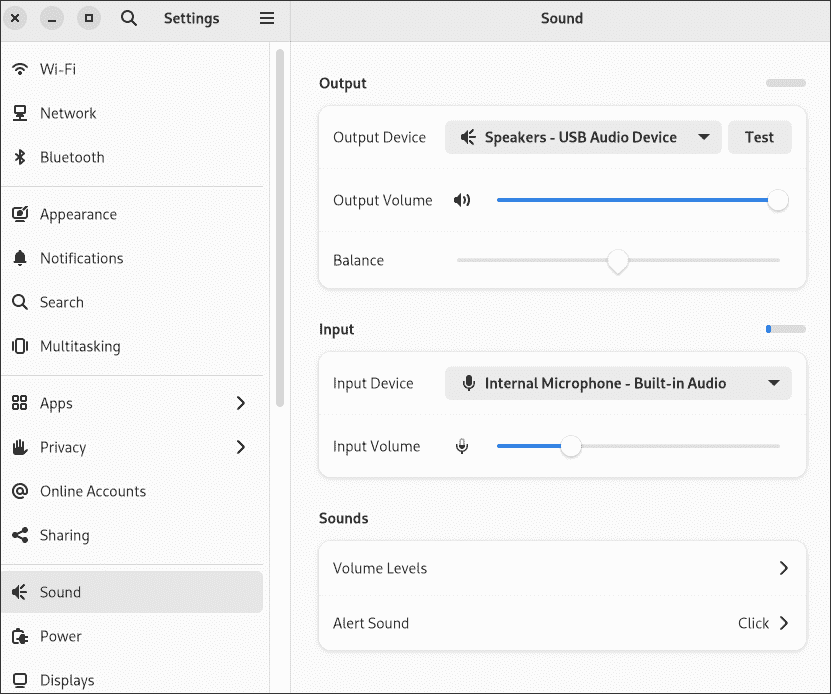 Settings
Wi-Fi
Network
Bluetooth
Appearance
Notifications
Search
Multitasking
Apps
Privacy
Online Accounts
Sharing
Sound
Power
Displays
Sound
Output
Output Device
Speakers - USB Audio Device
Test
Output Volume
Balance
Input
Input Device
Internal Microphone - Built-in Audio
Input Volume
Sounds
Volume Levels
Alert Sound
Click